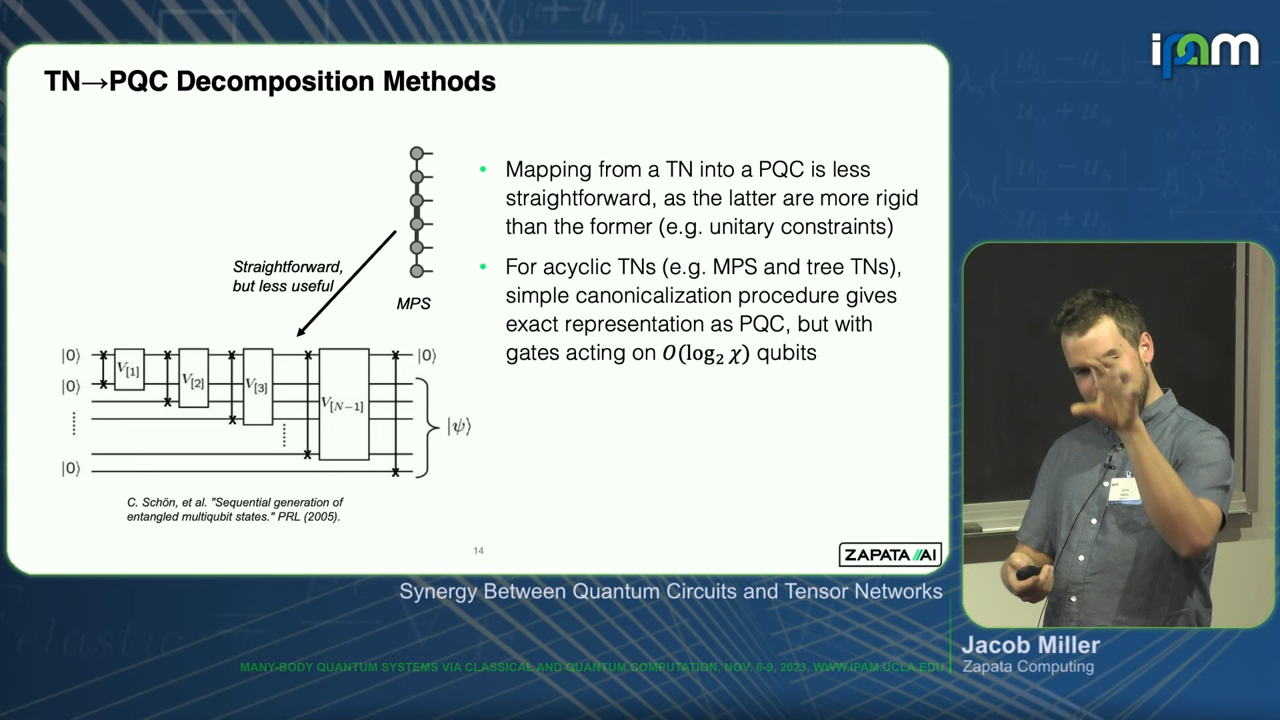 ipam
TN→PQC Decomposition Methods
MPS
Straightforward,
but less useful
• Mapping from a TN into a PQC is less
straightforward, as the latter are more rigid
than the former (e.g. unitary constraints)
• For acyclic TNs (e.g. MPS and tree TNs),
simple canonicalization procedure gives
exact representation as PQC, but with
gates acting on O(log₂ χ) qubits
|0⟩ V[1] V[2] V[3] V[N−1] |0⟩
|0⟩
|ψ⟩
|0⟩
C. Schön, et al. "Sequential generation of
entangled multiqubit states." PRL (2005).
14
ZAPATA//AI
Synergy Between Quantum Circuits and Tensor Networks
Jacob Miller
Zapata Computing
MANY-BODY QUANTUM SYSTEMS VIA CLASSICAL AND QUANTUM COMPUTATION, NOV. 6-9, 2023, WWW.IPAM.UCLA.EDU